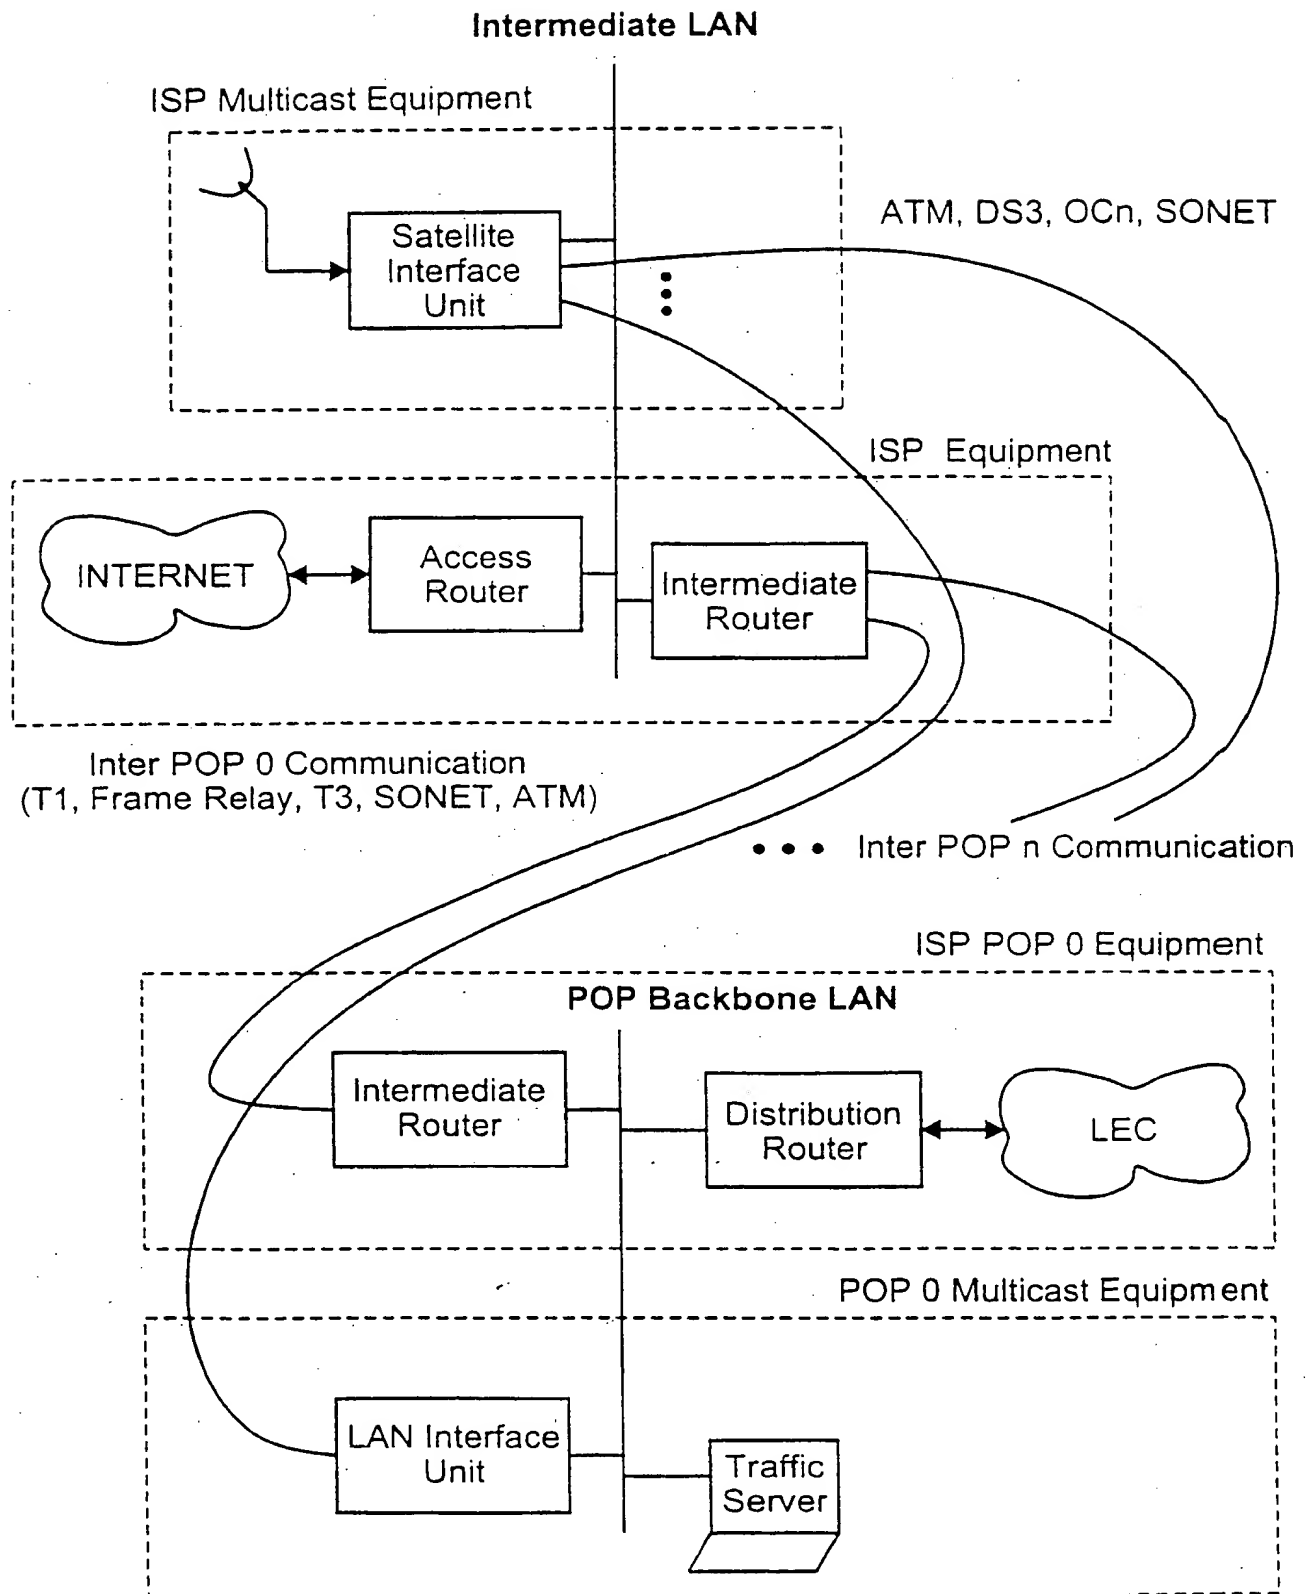 Intermediate LAN
ISP Multicast Equipment
ATM, DS3, OCn, SONET
Satellite
Interface
Unit
ISP Equipment
INTERNET
Access
Router
Intermediate
Router
Inter POP 0 Communication
(T1, Frame Relay, T3, SONET, ATM)
Inter POP n Communication
ISP POP 0 Equipment
POP Backbone LAN
Intermediate
Router
Distribution
Router
LEC
POP 0 Multicast Equipment
LAN Interface
Unit
Traffic
Server